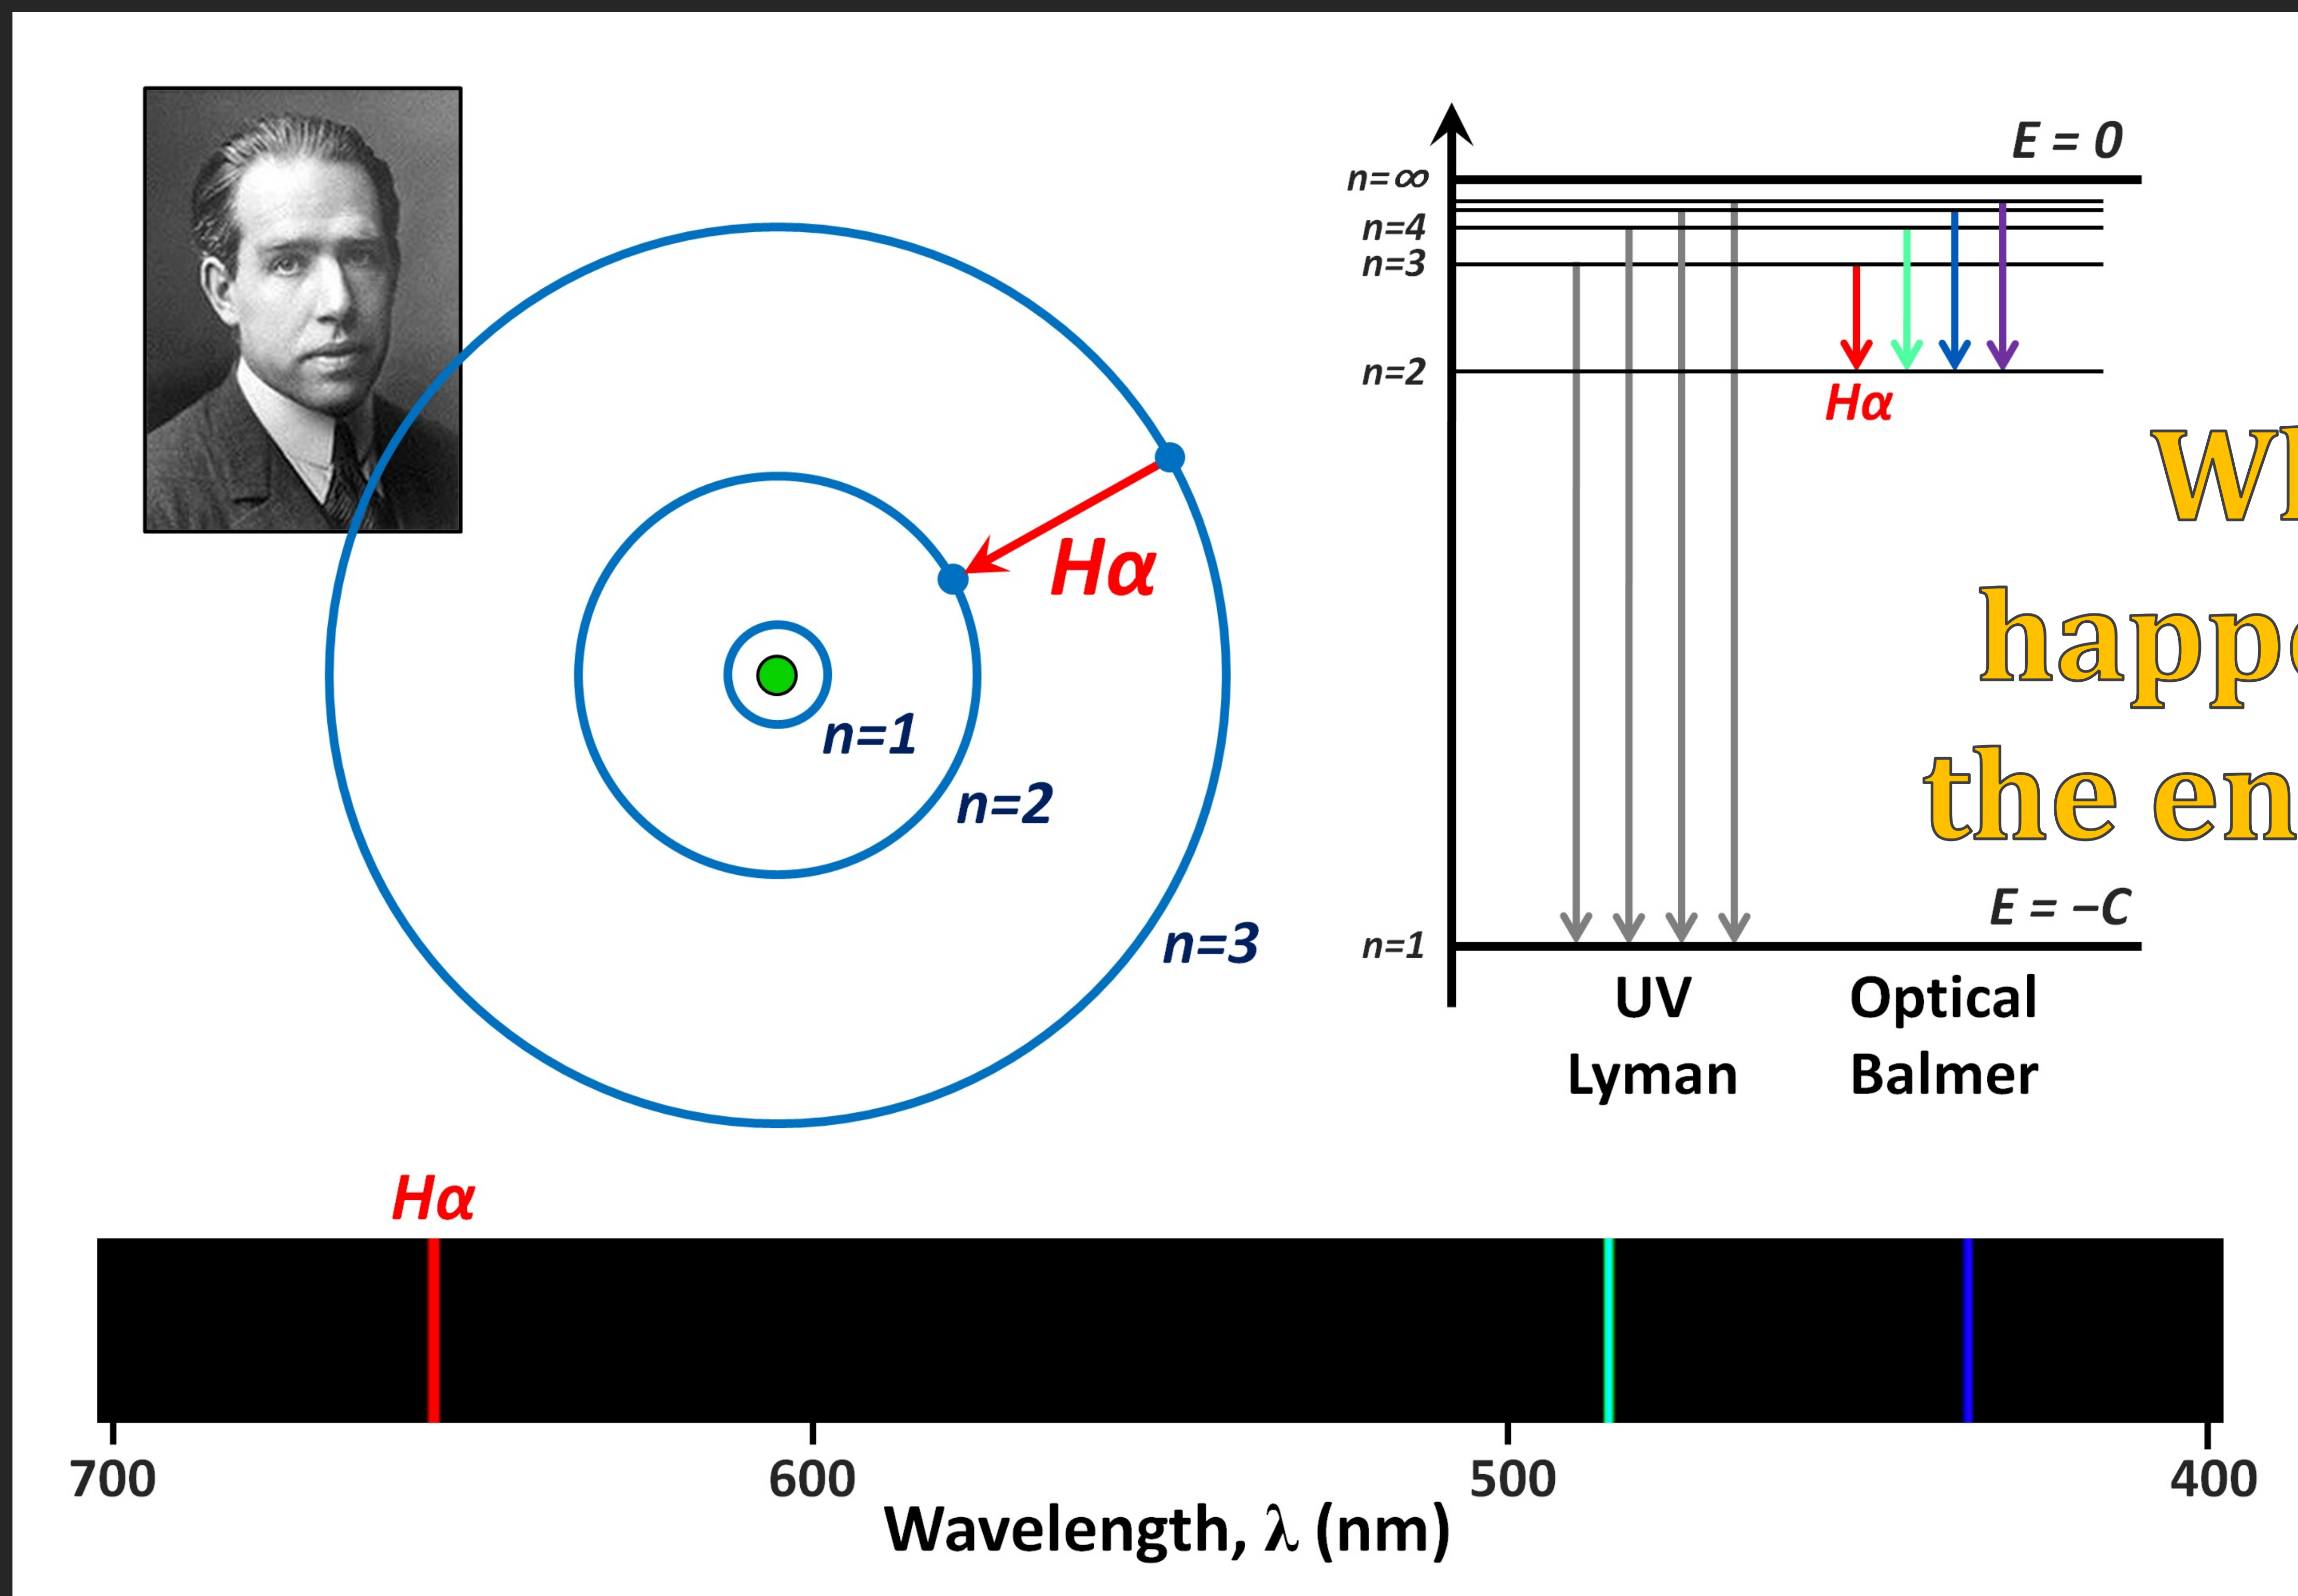 Hα
n=1
n=2
n=3
E = 0
n=∞
n=4
n=3
n=2
Hα
the
E = −C
n=1
UV
Optical
Lyman
Balmer
Hα
700
600
500
400
Wavelength, λ (nm)